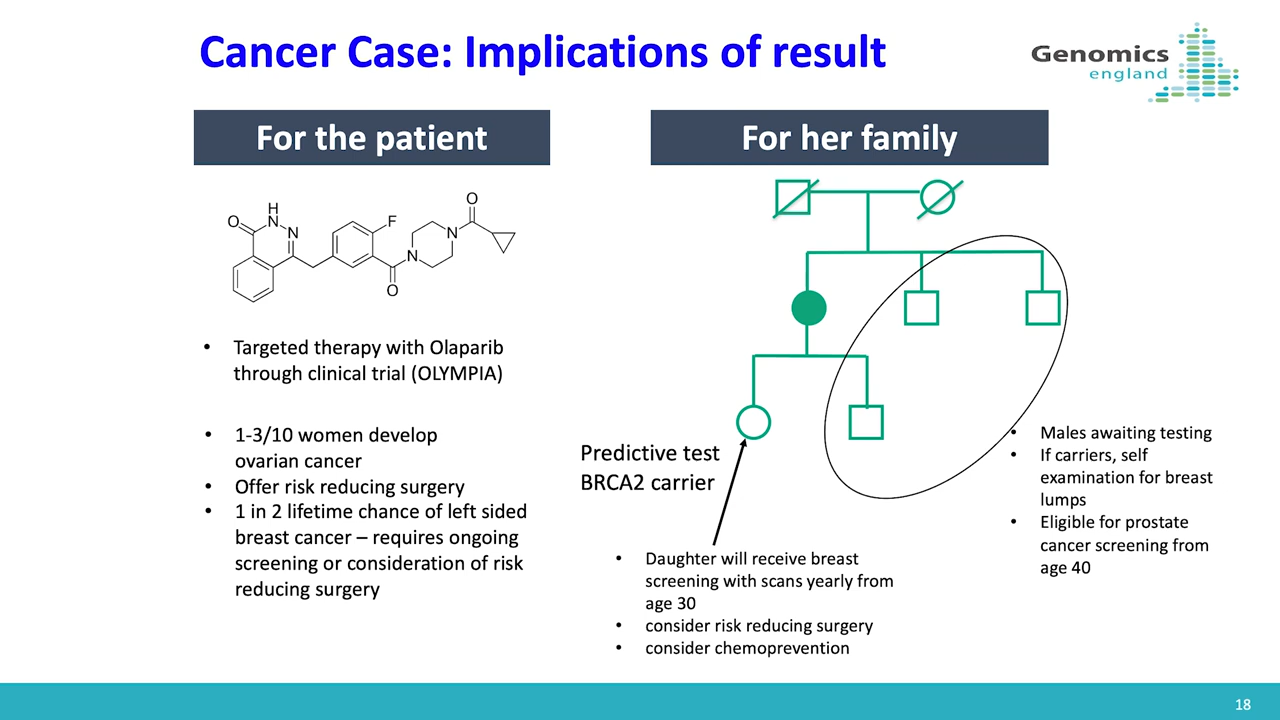 Cancer Case: Implications of result
Genomics
england
For the patient
For her family
O
H
N
N
F
O
N
N
O
• Targeted therapy with Olaparib
through clinical trial (OLYMPIA)
• 1-3/10 women develop
ovarian cancer
• Offer risk reducing surgery
• 1 in 2 lifetime chance of left sided
breast cancer – requires ongoing
screening or consideration of risk
reducing surgery
Predictive test
BRCA2 carrier
• Daughter will receive breast
screening with scans yearly from
age 30
• consider risk reducing surgery
• consider chemoprevention
• Males awaiting testing
• If carriers, self
examination for breast
lumps
• Eligible for prostate
cancer screening from
age 40
18